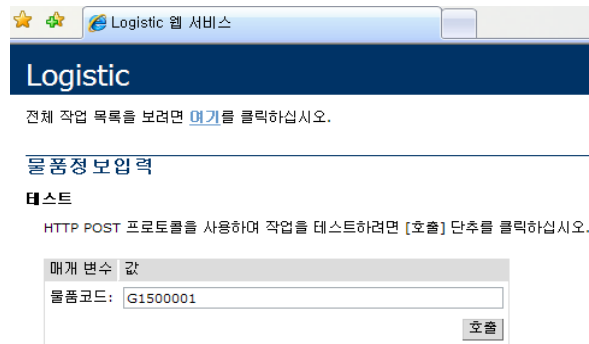 Logistic 웹 서비스
Logistic
전체 작업 목록을 보려면 여기를 클릭하십시오.
물품정보입력
테스트
HTTP POST 프로토콜을 사용하여 작업을 테스트하려면 [호출] 단추를 클릭하십시오.
매개 변수 값
물품코드: G1500001
호출